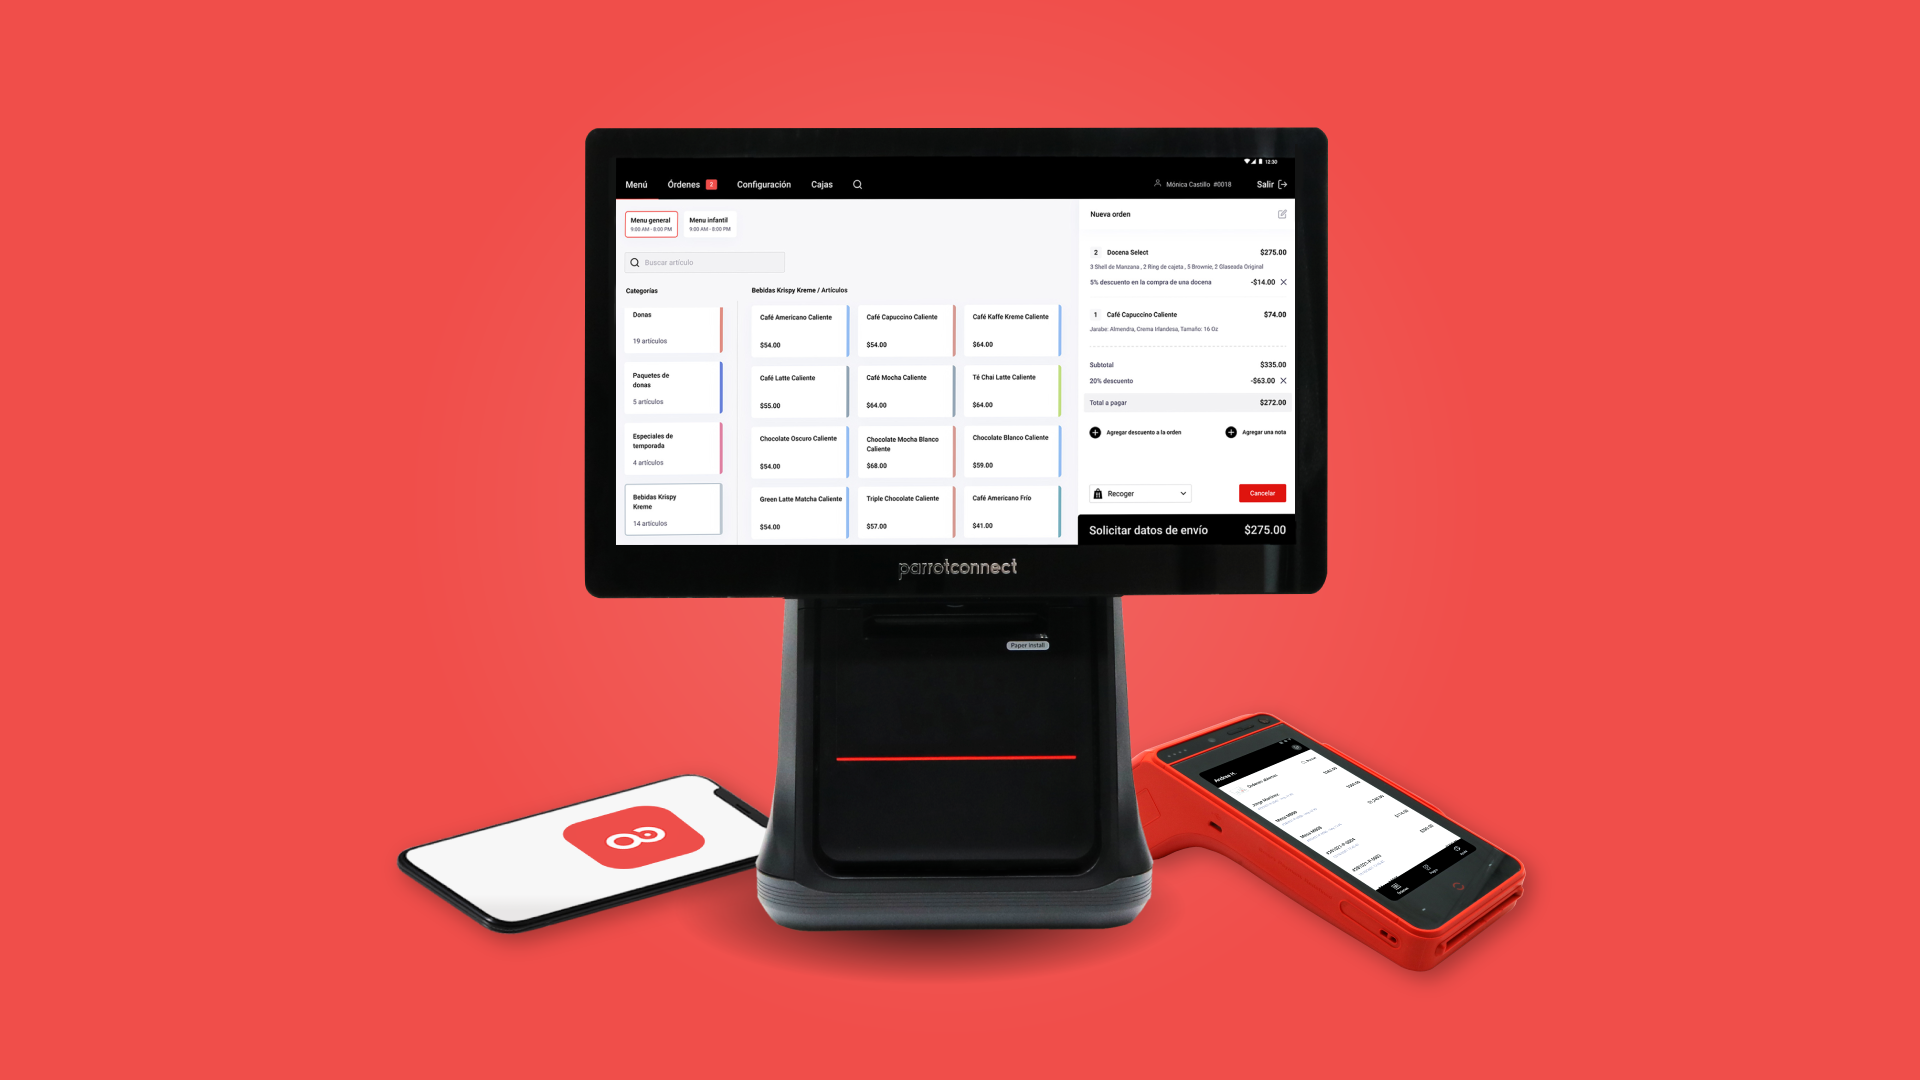 12:30
Menú Órdenes 2 Configuración Cajas Mónica Castillo #0018 Salir
Menu general
9:00 AM - 8:00 PM
Menu infantil
9:00 AM - 8:00 PM
Buscar artículo
Categorías
Donas
19 artículos
Paquetes de
donas
5 artículos
Especiales de
temporada
4 artículos
Bebidas Krispy
Kreme
14 artículos
Bebidas Krispy Kreme / Artículos
Café Americano Caliente
$54.00
Café Capuccino Caliente
$54.00
Café Kaffe Kreme Caliente
$64.00
Café Latte Caliente
$55.00
Café Mocha Caliente
$64.00
Té Chai Latte Caliente
$64.00
Chocolate Oscuro Caliente
$54.00
Chocolate Mocha Blanco
Caliente
$68.00
Chocolate Blanco Caliente
$59.00
Green Latte Matcha Caliente
$54.00
Triple Chocolate Caliente
$57.00
Café Americano Frío
$41.00
Nueva orden
2 Docena Select $275.00
3 Shell de Manzana , 2 Ring de cajeta , 5 Brownie, 2 Glaseada Original
5% descuento en la compra de una docena -$14.00
1 Café Capuccino Caliente $74.00
Jarabe: Almendra, Crema Irlandesa, Tamaño: 16 Oz
Subtotal $335.00
20% descuento -$63.00
Total a pagar $272.00
Agregar descuento a la orden Agregar una nota
Recoger Cancelar
Solicitar datos de envío $275.00
parrotconnect
Paper install
Andrea H.
Órdenes abiertas
Jorge Martínez